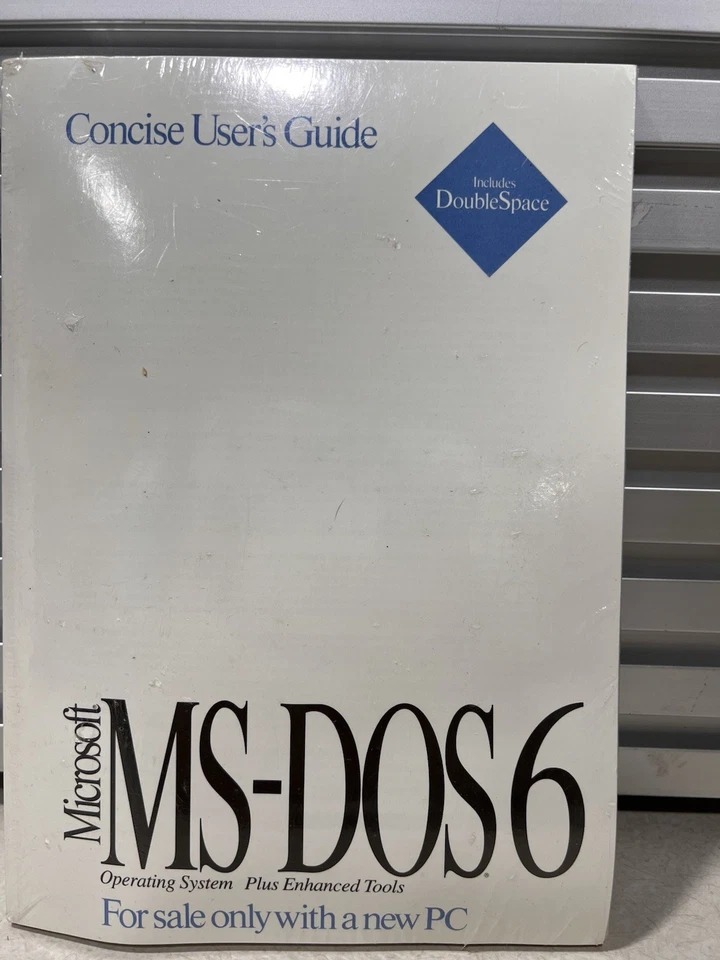 Concise User's Guide
Includes
DoubleSpace
Microsoft
MS-DOS 6
Operating System Plus Enhanced Tools
For sale only with a new PC